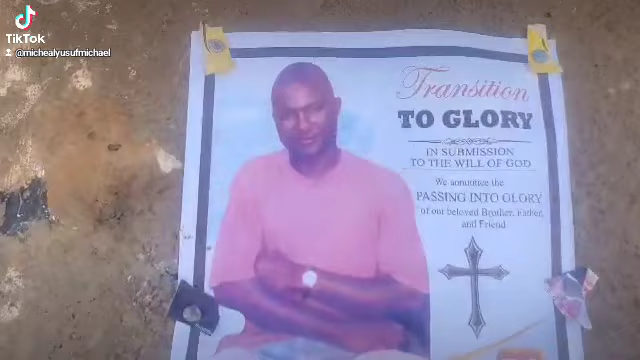 TikTok
@michealyusufmichael
Transition
TO GLORY
IN SUBMISSION
TO THE WILL OF GOD
We announce the
PASSING INTO GLORY
of our beloved Brother, Father,
and Friend